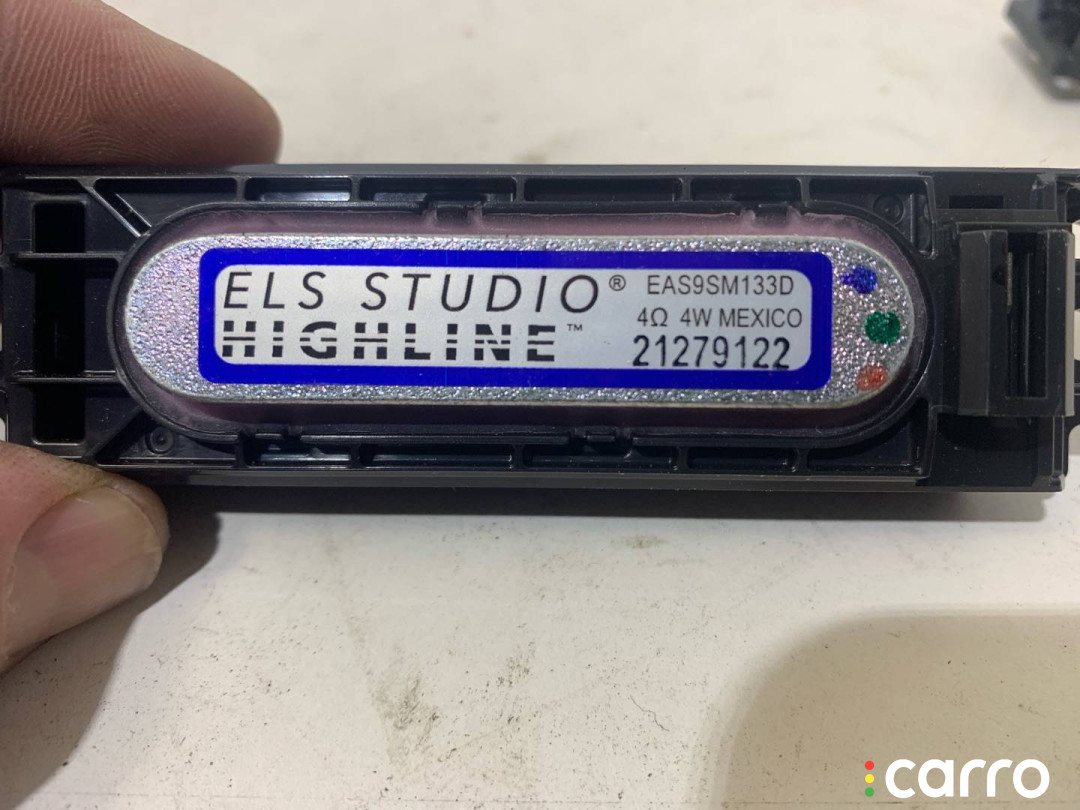 ELS STUDIO® EAS9SM133D
HIGHLINE™ 4Ω 4W MEXICO
21279122
carro